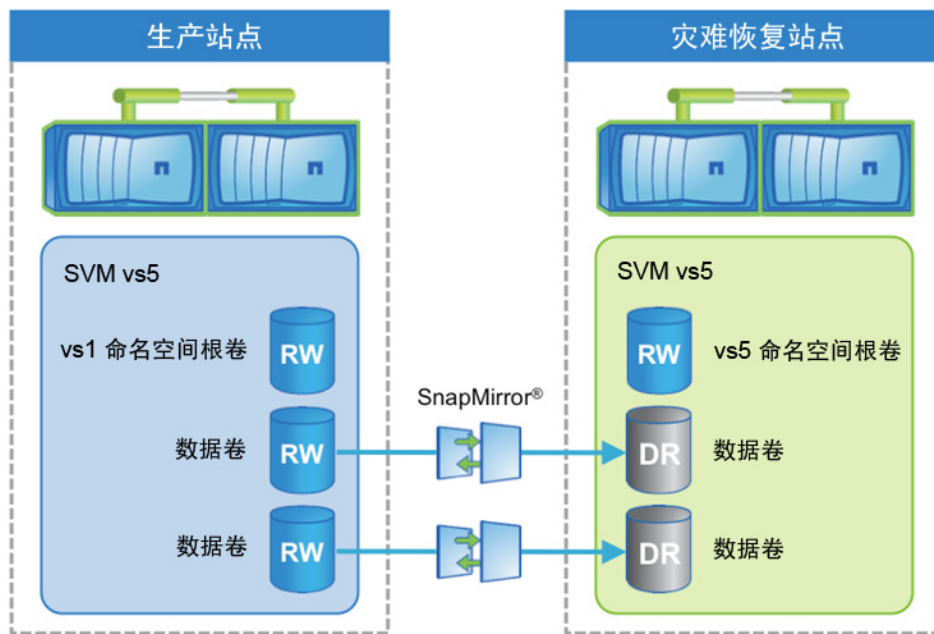 生产站点
灾难恢复站点
SVM vs5
vs1 命名空间根卷
RW
数据卷
RW
数据卷
RW
SnapMirror®
SVM vs5
RW
vs5 命名空间根卷
DR
数据卷
DR
数据卷